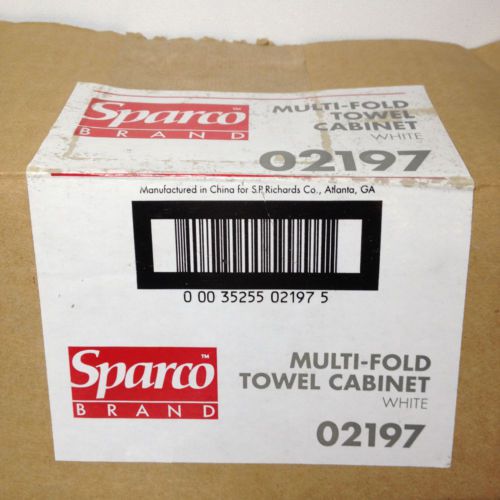 Sparco™
BRAND
MULTI-FOLD
TOWEL
CABINET
WHITE
02197
Manufactured in China for S.P. Richards Co., Atlanta, GA
0 00 35255 02197 5
Sparco™
BRAND
MULTI-FOLD
TOWEL CABINET
WHITE
02197